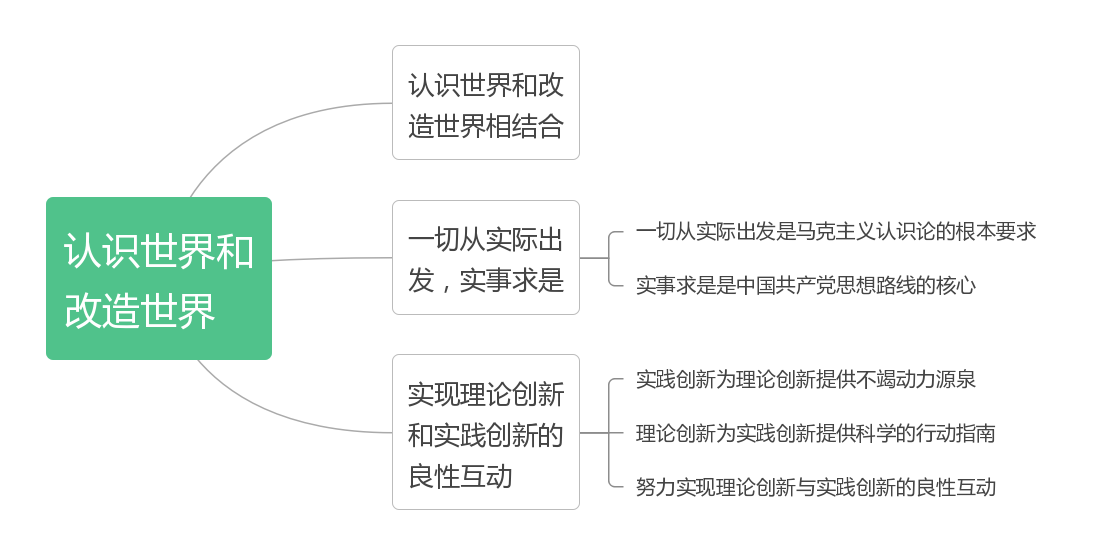 认识世界和
改造世界
认识世界和改
造世界相结合
一切从实际出
发，实事求是
一切从实际出发是马克主义认识论的根本要求
实事求是是中国共产党思想路线的核心
实现理论创新
和实践创新的
良性互动
实践创新为理论创新提供不竭动力源泉
理论创新为实践创新提供科学的行动指南
努力实现理论创新与实践创新的良性互动